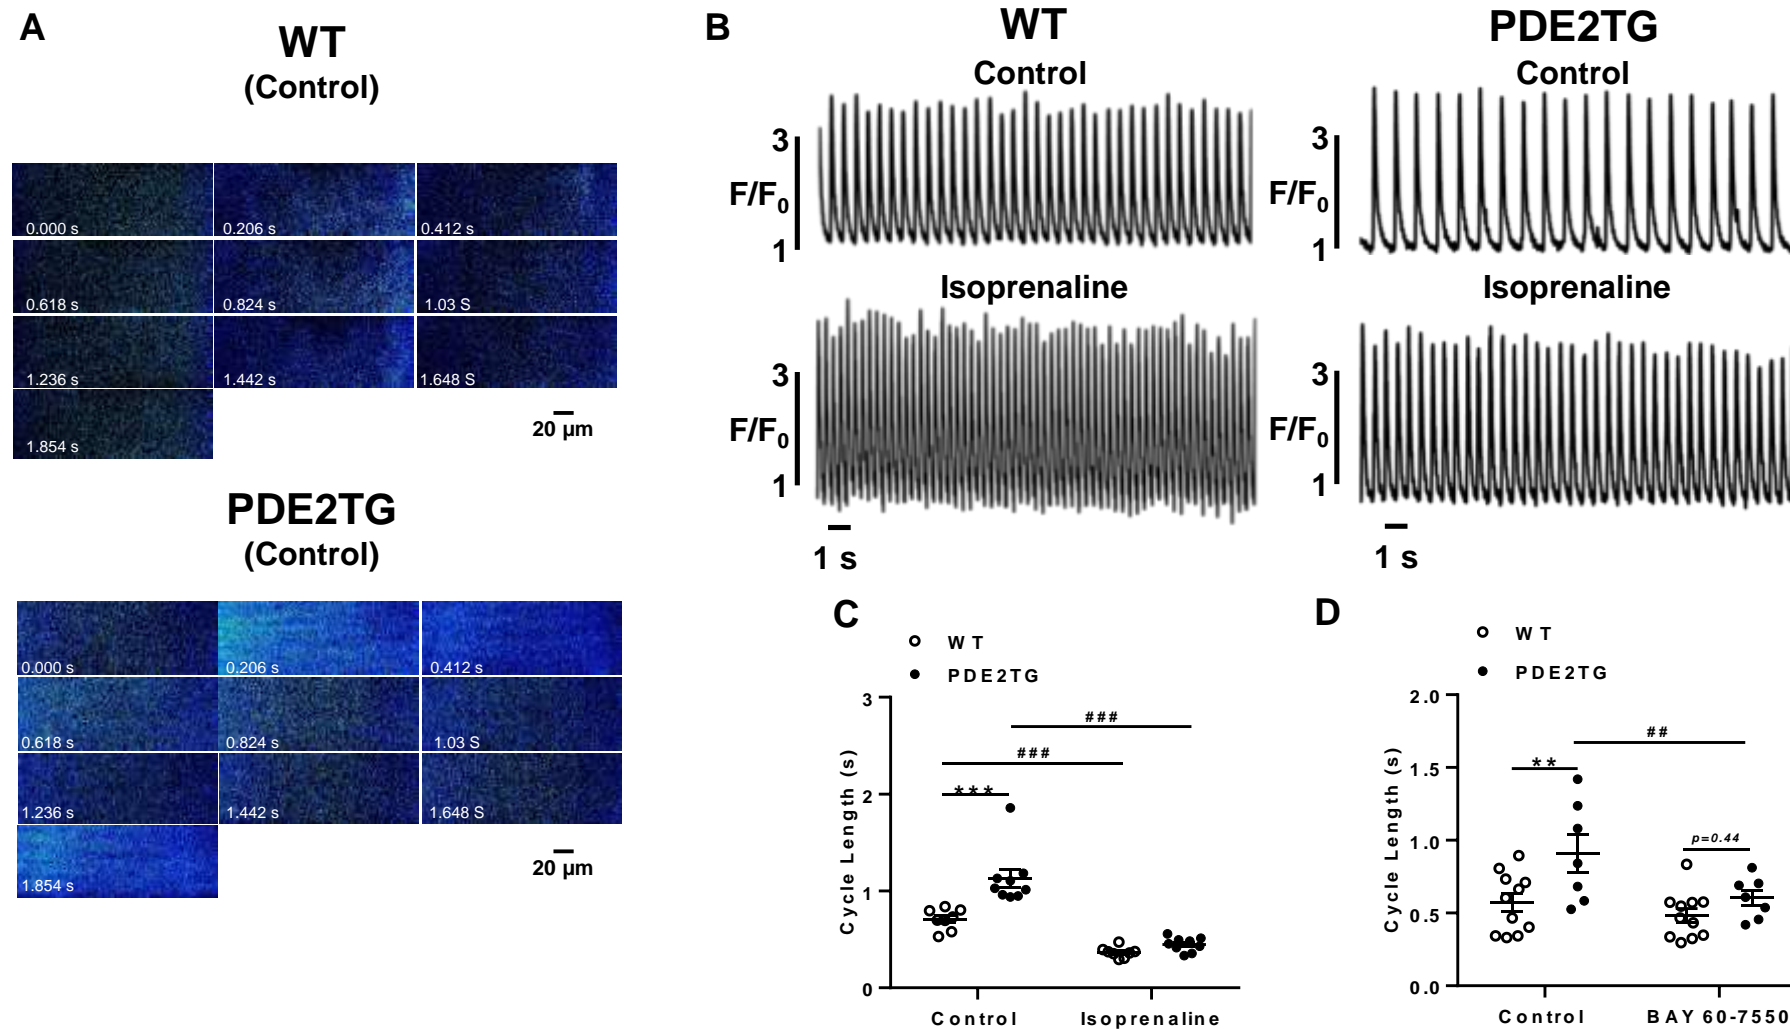 A
WT
(Control)
0.000 s
0.206 s
0.412 s
0.618 s
0.824 s
1.03 S
1.236 s
1.442 s
1.648 S
1.854 s
20 µm
PDE2TG
(Control)
0.000 s
0.206 s
0.412 s
0.618 s
0.824 s
1.03 S
1.236 s
1.442 s
1.648 S
1.854 s
20 µm
B
WT
Control
3
F/F0
1
Isoprenaline
3
F/F0
1
1 s
PDE2TG
Control
3
F/F0
1
Isoprenaline
3
F/F0
1
1 s
C
WT
PDE2TG
Cycle Length (s)
3
2
1
0
###
###
***
Control
Isoprenaline
D
WT
PDE2TG
Cycle Length (s)
2.0
1.5
1.0
0.5
0.0
##
**
p=0.44
Control
BAY 60-7550